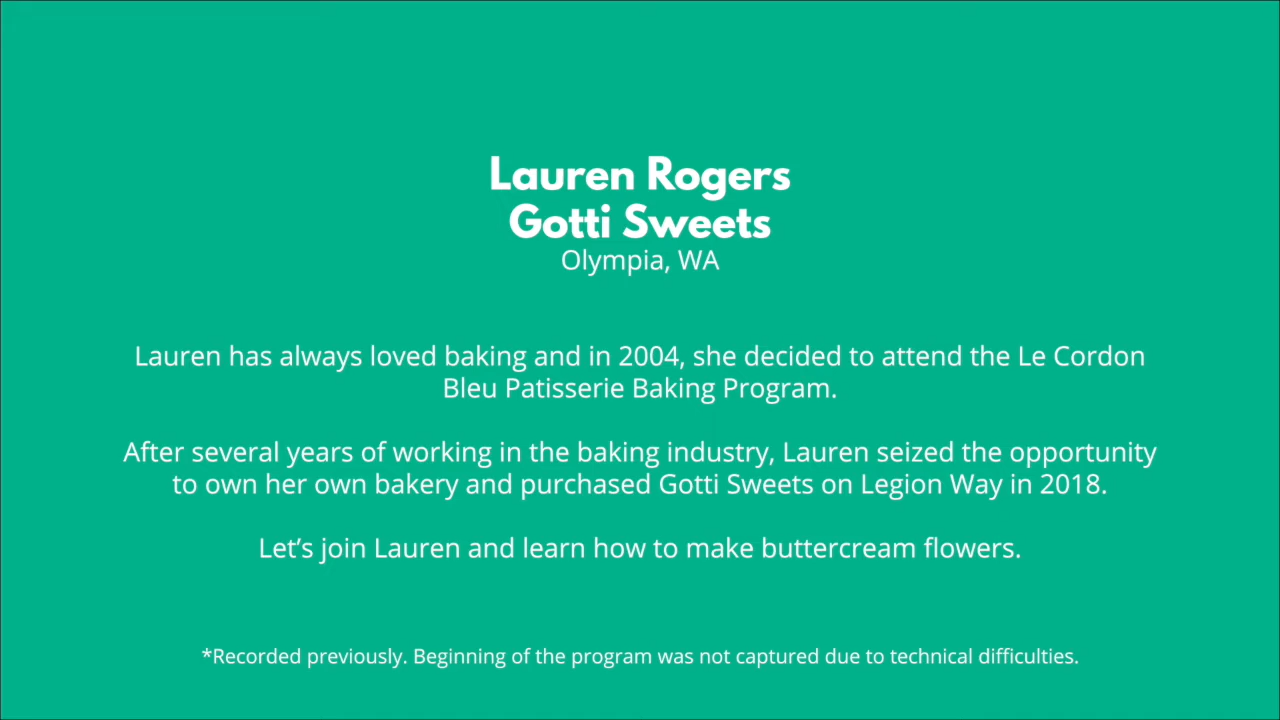 Lauren Rogers
Gotti Sweets
Olympia, WA
Lauren has always loved baking and in 2004, she decided to attend the Le Cordon
Bleu Patisserie Baking Program.
After several years of working in the baking industry, Lauren seized the opportunity
to own her own bakery and purchased Gotti Sweets on Legion Way in 2018.
Let’s join Lauren and learn how to make buttercream flowers.
*Recorded previously. Beginning of the program was not captured due to technical difficulties.